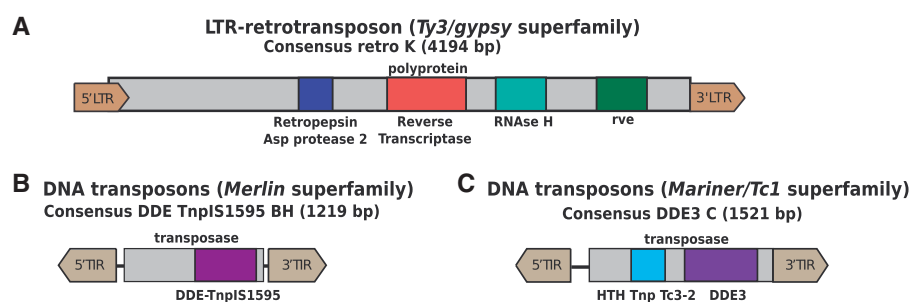 A
LTR-retrotransposon (Ty3/gypsy superfamily)
Consensus retro K (4194 bp)
polyprotein
5'LTR
3'LTR
Retropepsin
Asp protease 2
Reverse
Transcriptase
RNAse H
rve
B
DNA transposons (Merlin superfamily)
Consensus DDE TnpIS1595 BH (1219 bp)
transposase
5'TIR
3'TIR
DDE-TnpIS1595
C
DNA transposons (Mariner/Tc1 superfamily)
Consensus DDE3 C (1521 bp)
transposase
5'TIR
3'TIR
HTH Tnp Tc3-2
DDE3